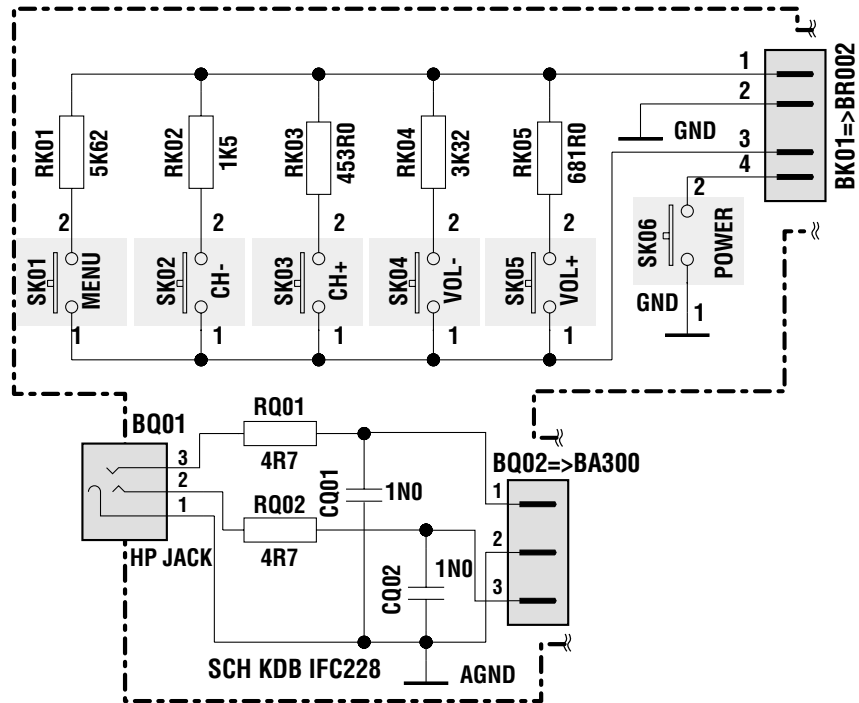 1
2
3
4
BK01=>BR002
GND
RK01
5K62
RK02
1K5
RK03
453R0
RK04
3K32
RK05
681R0
2
2
2
2
2
2
SK01
MENU
SK02
CH-
SK03
CH+
SK04
VOL-
SK05
VOL+
SK06
POWER
GND
1
1
1
1
1
1
BQ01
RQ01
4R7
3
2
1
RQ02
4R7
HP JACK
CQ01
1N0
CQ02
1N0
BQ02=>BA300
1
2
3
SCH KDB IFC228
AGND